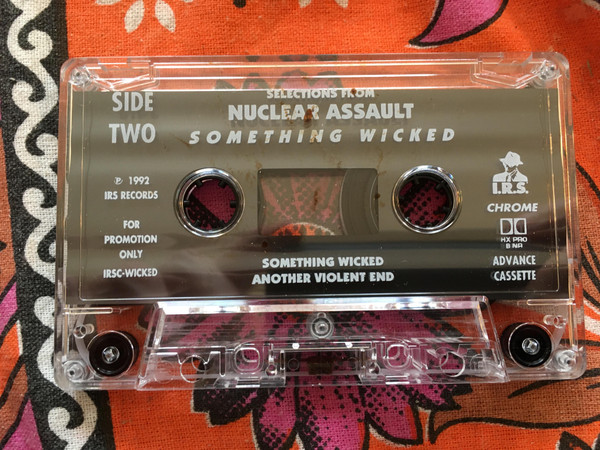 SIDE
TWO
SELECTIONS FROM
NUCLEAR ASSAULT
SOMETHING WICKED
℗ 1992
IRS RECORDS
FOR
PROMOTION
ONLY
IRSC-WICKED
I.R.S.
CHROME
HX PRO
B NR
ADVANCE
CASSETTE
SOMETHING WICKED
ANOTHER VIOLENT END